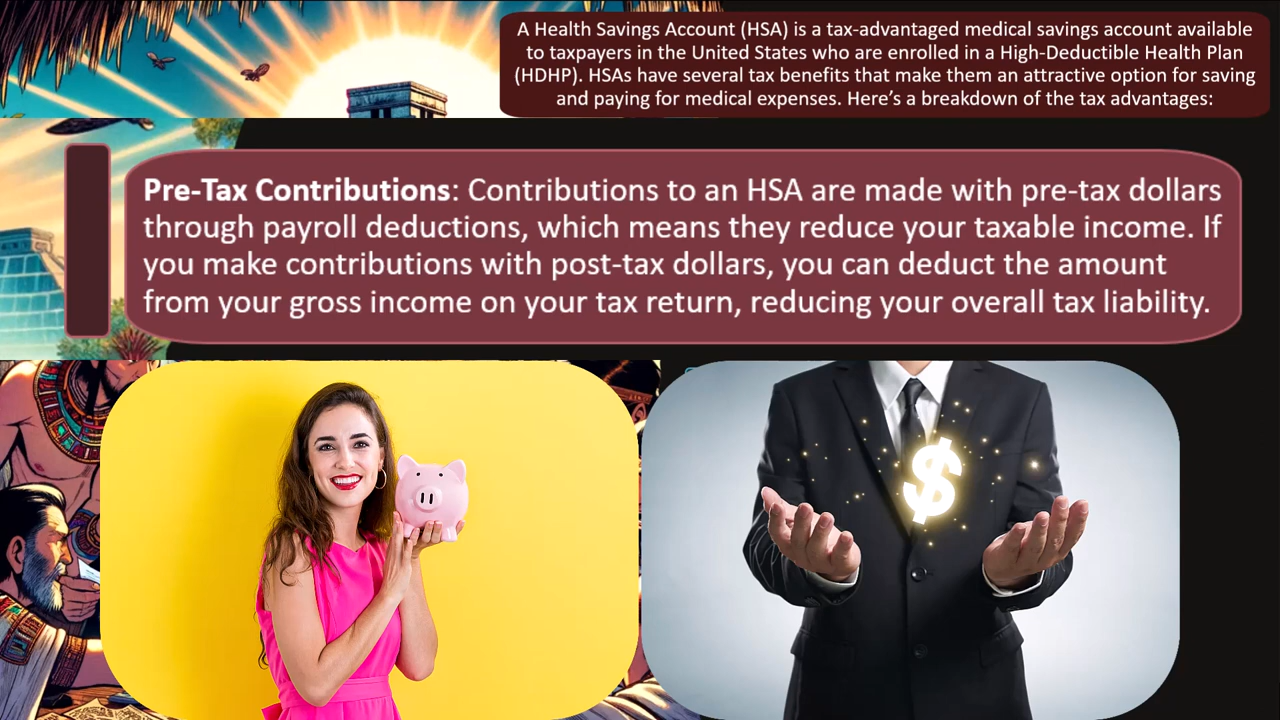 A Health Savings Account (HSA) is a tax-advantaged medical savings account available
to taxpayers in the United States who are enrolled in a High-Deductible Health Plan
(HDHP). HSAs have several tax benefits that make them an attractive option for saving
and paying for medical expenses. Here’s a breakdown of the tax advantages:
Pre-Tax Contributions: Contributions to an HSA are made with pre-tax dollars
through payroll deductions, which means they reduce your taxable income. If
you make contributions with post-tax dollars, you can deduct the amount
from your gross income on your tax return, reducing your overall tax liability.
$